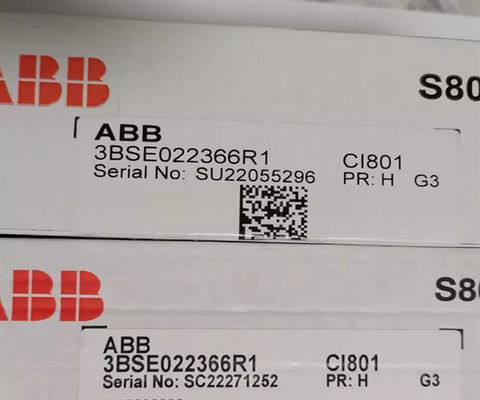 ABB
S80
ABB
3BSE022366R1 CI801
Serial No: SU22055296 PR: H G3
ABB
S80
ABB
3BSE022366R1 CI801
Serial No: SC22271252 PR: H G3